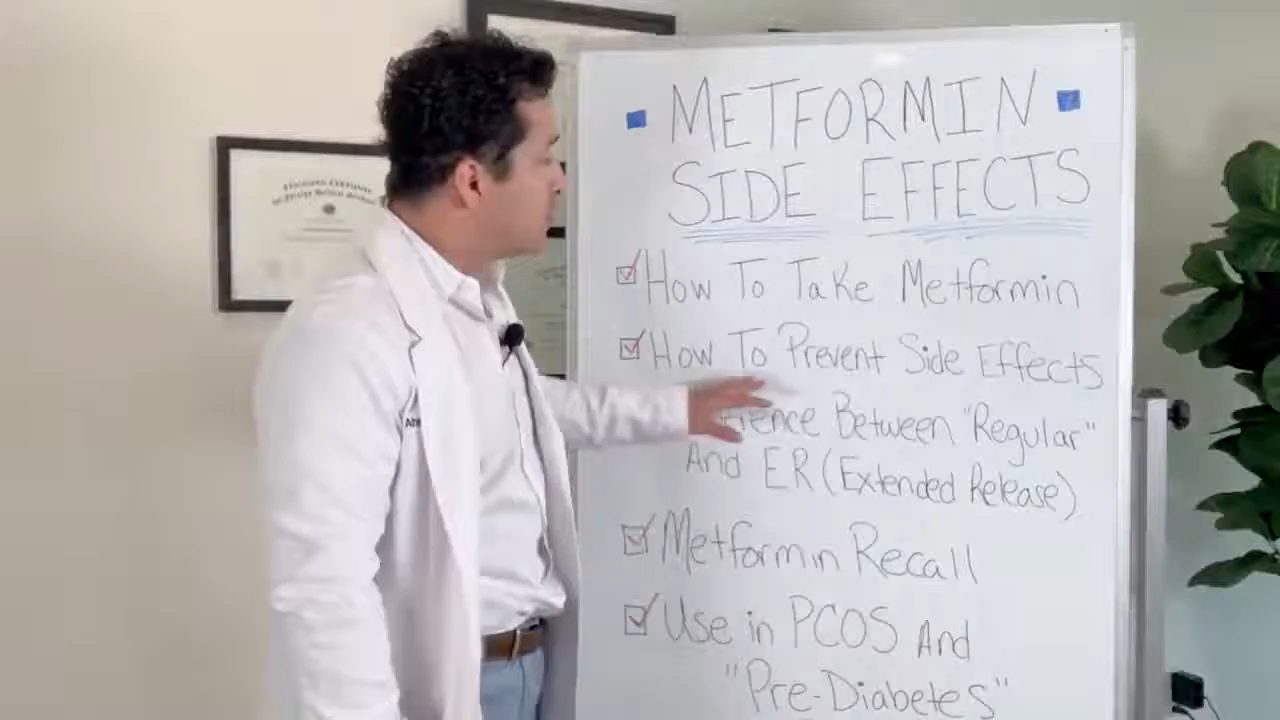 METFORMIN
SIDE EFFECTS
How To Take Metformin
How To Prevent Side Effects
Between "Regular"
And ER (Extended Release)
Metformin Recall
Use in PCOS And
"Pre-Diabetes"